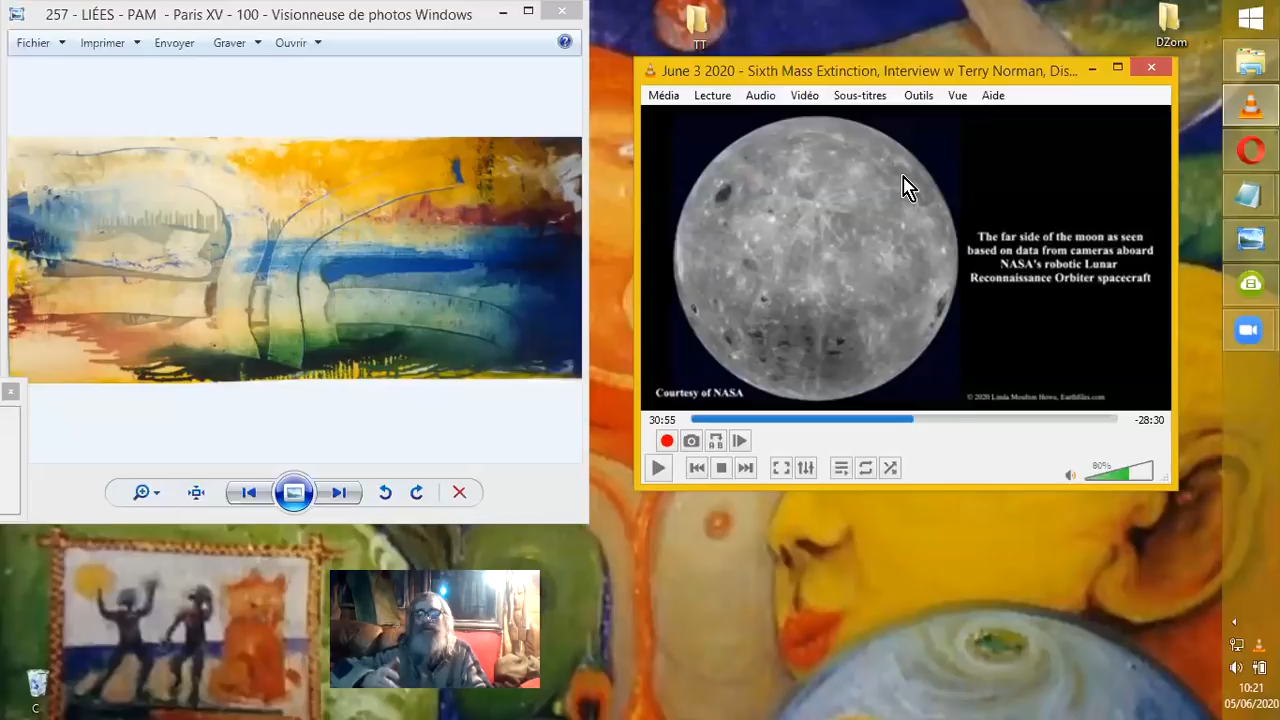 257 - LIÉES - PAM - Paris XV - 100 - Visionneuse de photos Windows
Fichier Imprimer Envoyer Graver Ouvrir
TT
DZom
June 3 2020 - Sixth Mass Extinction, Interview w Terry Norman, Dis...
Média Lecture Audio Vidéo Sous-titres Outils Vue Aide
The far side of the moon as seen
based on data from cameras aboard
NASA's robotic Lunar
Reconnaissance Orbiter spacecraft
Courtesy of NASA
© 2020 Linda Moulton Howe, Earthfiles.com
30:55 -28:30
80%
C
10:21
05/06/2020